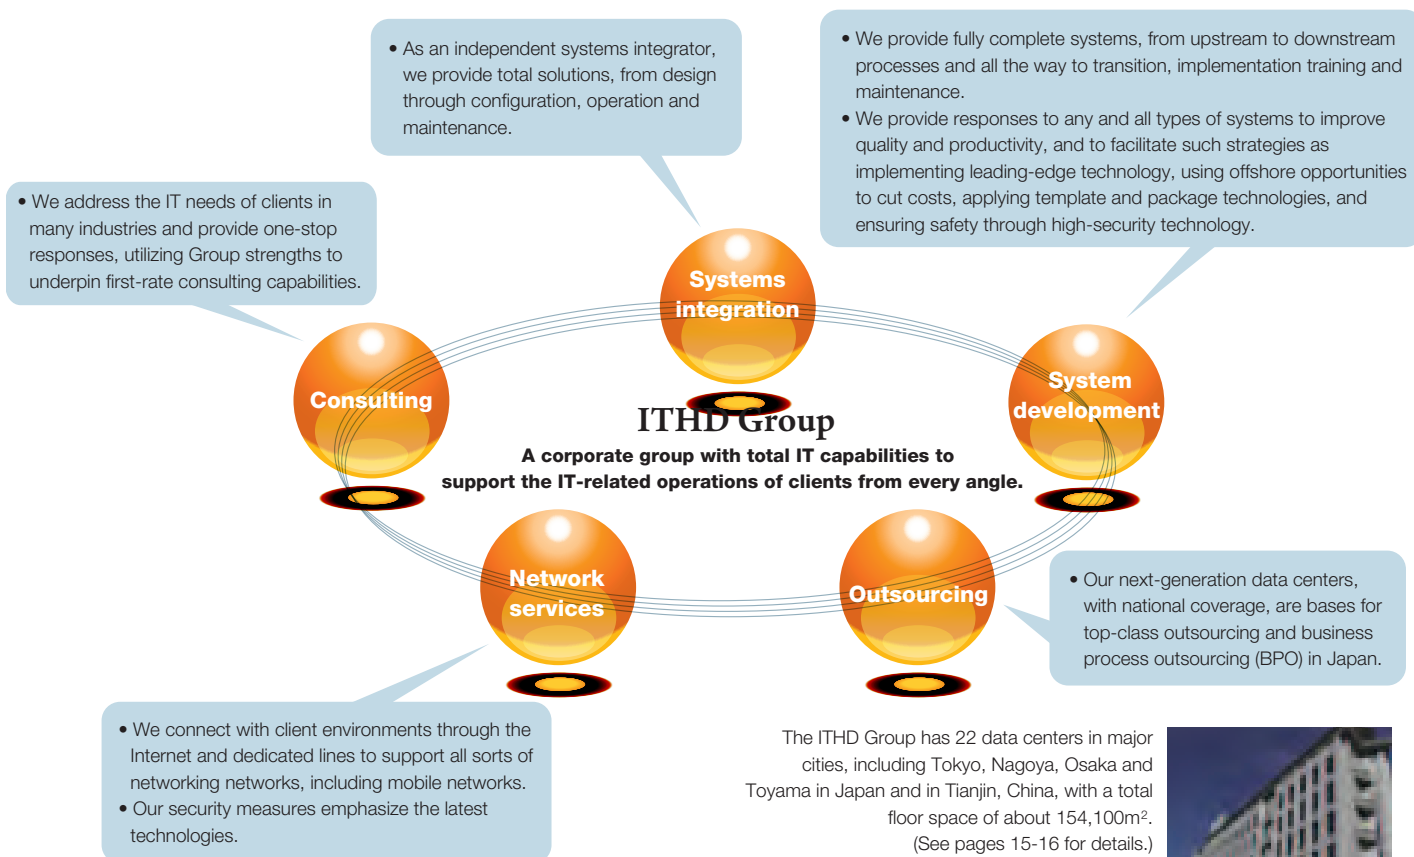 • As an independent systems integrator,
we provide total solutions, from design
through configuration, operation and
maintenance.
• We provide fully complete systems, from upstream to downstream
processes and all the way to transition, implementation training and
maintenance.
• We provide responses to any and all types of systems to improve
quality and productivity, and to facilitate such strategies as
implementing leading-edge technology, using offshore opportunities
to cut costs, applying template and package technologies, and
ensuring safety through high-security technology.
• We address the IT needs of clients in
many industries and provide one-stop
responses, utilizing Group strengths to
underpin first-rate consulting capabilities.
Systems
integration
Consulting
System
development
ITHD Group
A corporate group with total IT capabilities to
support the IT-related operations of clients from every angle.
Network
services
Outsourcing
• Our next-generation data centers,
with national coverage, are bases for
top-class outsourcing and business
process outsourcing (BPO) in Japan.
• We connect with client environments through the
Internet and dedicated lines to support all sorts of
networking networks, including mobile networks.
• Our security measures emphasize the latest
technologies.
The ITHD Group has 22 data centers in major
cities, including Tokyo, Nagoya, Osaka and
Toyama in Japan and in Tianjin, China, with a total
floor space of about 154,100m².
(See pages 15-16 for details.)